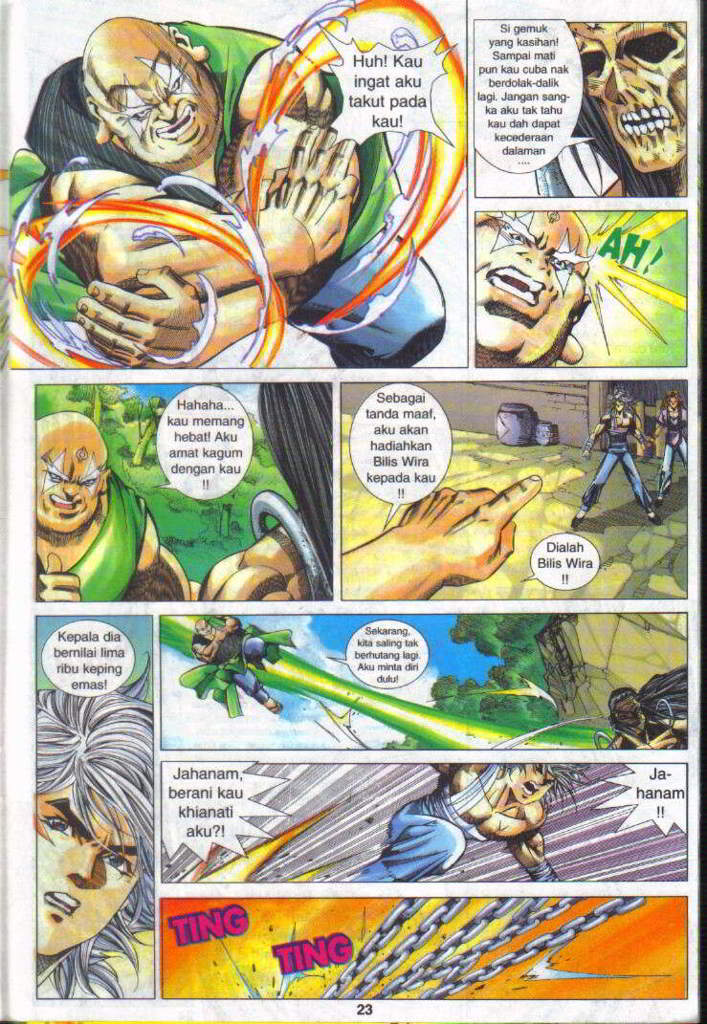 Huh! Kau
ingat aku
takut pada
kau!
Si gemuk
yang kasihan!
Sampai mati
pun kau cuba nak
berdolak-dalik
lagi. Jangan sang-
ka aku tak tahu
kau dah dapat
kecederaan
dalaman
....
AH!
Hahaha...
kau memang
hebat! Aku
amat kagum
dengan kau
!!
Sebagai
tanda maaf,
aku akan
hadiahkan
Bilis Wira
kepada kau
!!
Dialah
Bilis Wira
!!
Kepala dia
bernilai lima
ribu keping
emas!
Sekarang,
kita saling tak
berhutang lagi.
Aku minta diri
dulu!
Jahanam,
berani kau
khianati
aku?!
Ja-
hanam
!!
TING
TING
23